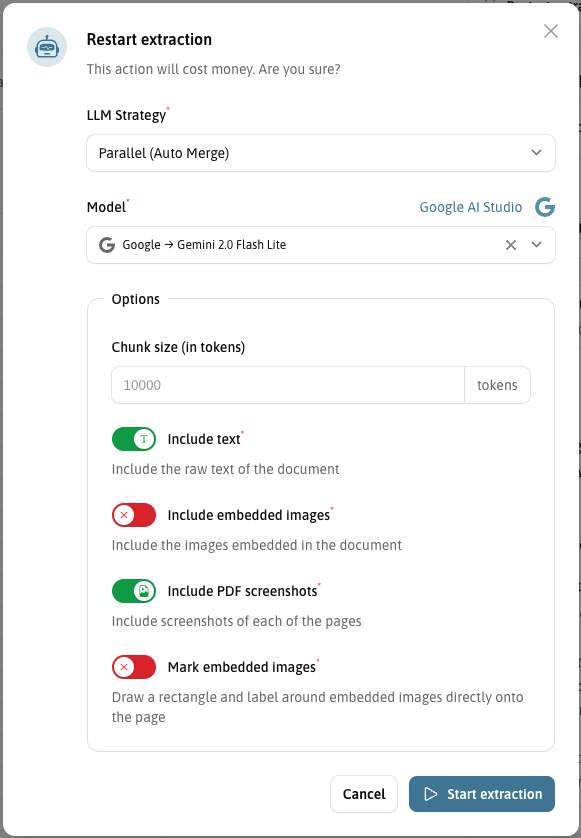 Restart extraction
This action will cost money. Are you sure?
LLM Strategy*
Parallel (Auto Merge)
Model*
Google AI Studio
Google → Gemini 2.0 Flash Lite
Options
Chunk size (in tokens)
10000
tokens
Include text*
Include the raw text of the document
Include embedded images*
Include the images embedded in the document
Include PDF screenshots*
Include screenshots of each of the pages
Mark embedded images*
Draw a rectangle and label around embedded images directly onto
the page
Cancel
Start extraction